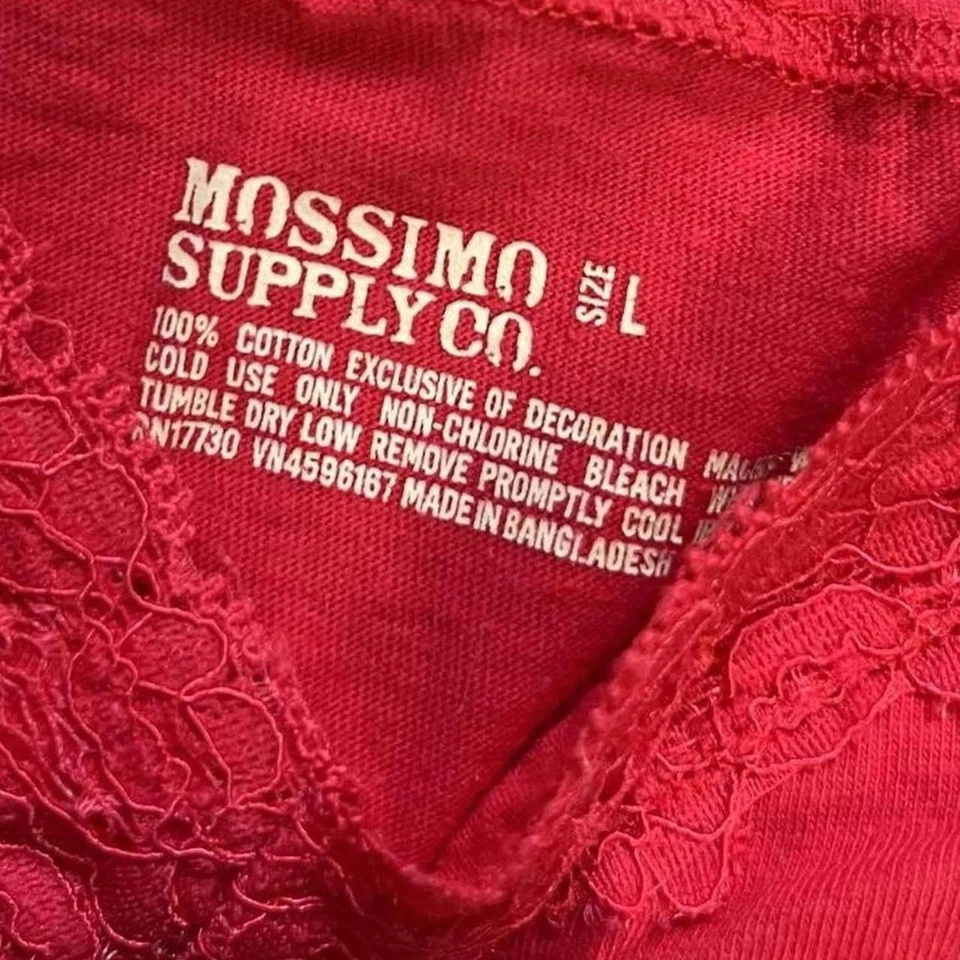 MOSSIMO
SUPPLY CO.
SIZE L
100% COTTON EXCLUSIVE OF DECORATION
COLD USE ONLY NON-CHLORINE BLEACH
TUMBLE DRY LOW REMOVE PROMPTLY COOL
RN17730 VN4596167 MADE IN BANGLADESH